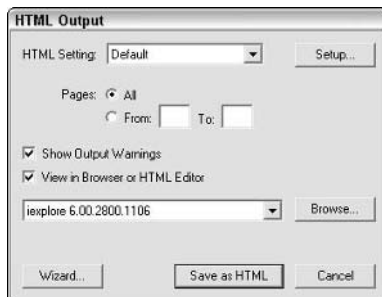 HTML Output
HTML Setting: Default Setup...
Pages: All
From: To:
Show Output Warnings
View in Browser or HTML Editor
iexplore 6.00.2800.1106 Browse...
Wizard... Save as HTML Cancel